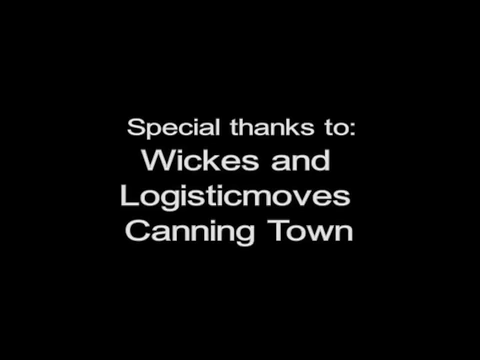 Special thanks to:
Wickes and
Logisticmoves
Canning Town